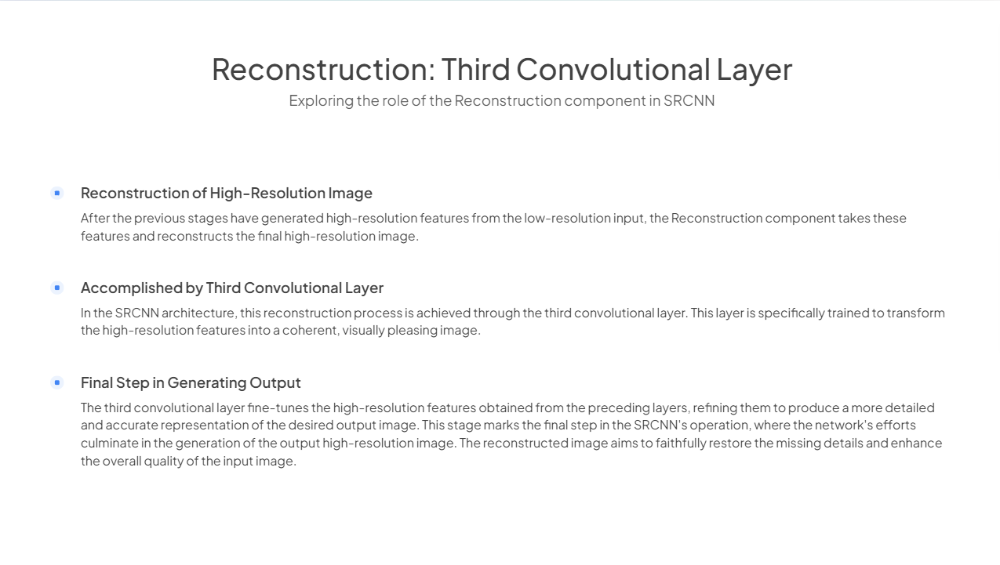 Reconstruction: Third Convolutional Layer
Exploring the role of the Reconstruction component in SRCNN
Reconstruction of High-Resolution Image
After the previous stages have generated high-resolution features from the low-resolution input, the Reconstruction component takes these
features and reconstructs the final high-resolution image.
Accomplished by Third Convolutional Layer
In the SRCNN architecture, this reconstruction process is achieved through the third convolutional layer. This layer is specifically trained to transform
the high-resolution features into a coherent, visually pleasing image.
Final Step in Generating Output
The third convolutional layer fine-tunes the high-resolution features obtained from the preceding layers, refining them to produce a more detailed
and accurate representation of the desired output image. This stage marks the final step in the SRCNN's operation, where the network's efforts
culminate in the generation of the output high-resolution image. The reconstructed image aims to faithfully restore the missing details and enhance
the overall quality of the input image.